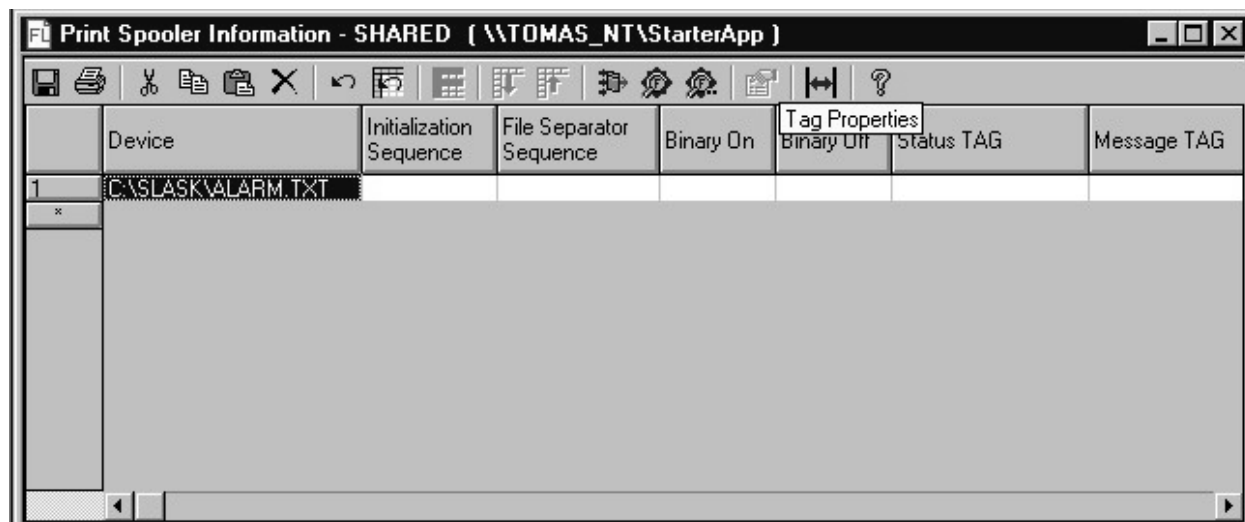 FL Print Spooler Information - SHARED ( \\TOMAS_NT\StarterApp )
Tag Properties
Device
Initialization
Sequence
File Separator
Sequence
Binary On
Binary Off
Status TAG
Message TAG
1 C:\SLASK\ALARM.TXT
*